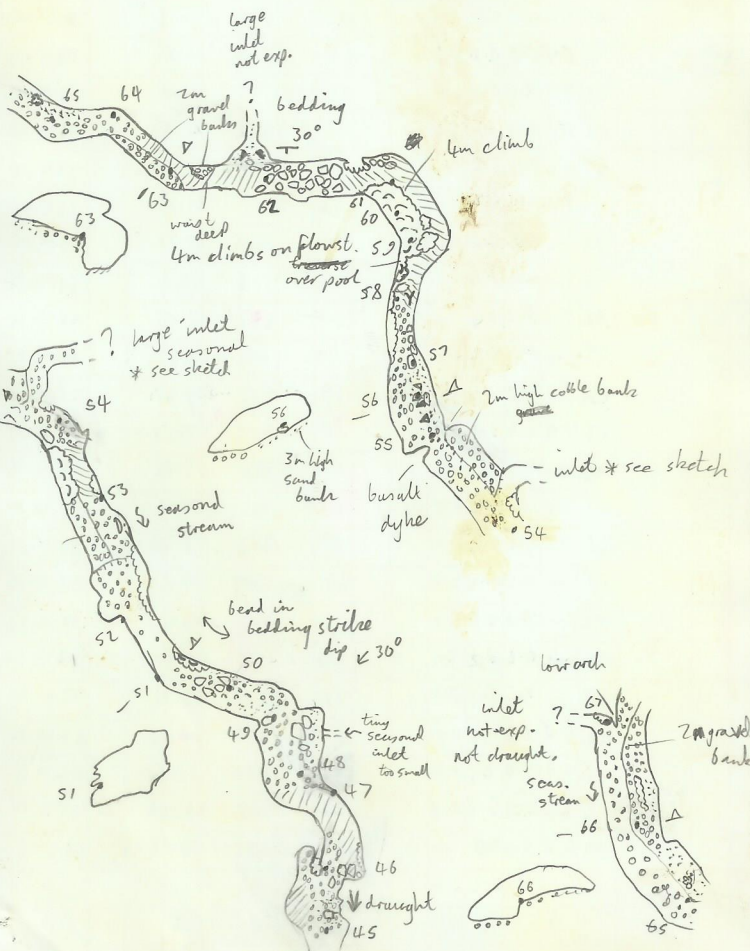 large
inlet
not exp.
?
65
64
2m
gravel
banks
bedding
30°
4m climb
63
63
62
61
waist
deep
60
4m climbs on flowst.
traverse
over pool
59
58
57
56
55
2m high cobble bank
56
3m high
sand
bank
basalt
dyke
inlet * see sketch
54
? large inlet
seasonal
* see sketch
54
53
seasonal
stream
52
51
bend in
bedding strike
dip 30°
50
49
tiny
seasonal
inlet
too small
48
47
51
46
draught
45
low arch
67
inlet ?
not exp.
not draught.
2m gravel
bank
seas.
stream
66
66
65